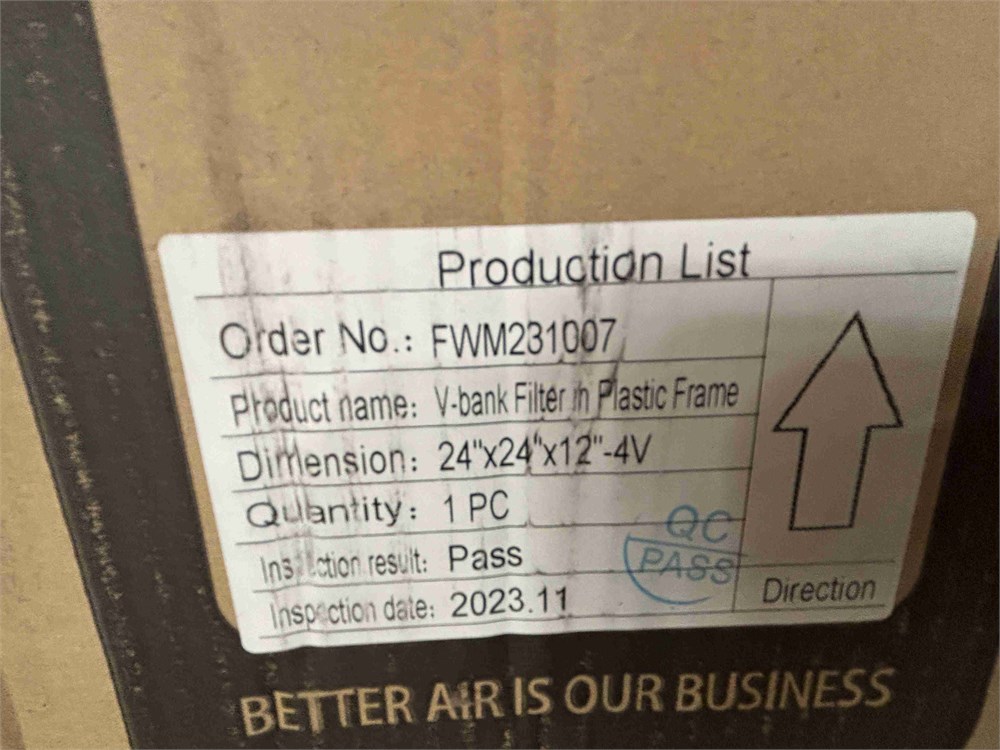 Production List
Order No.: FWM231007
Product name: V-bank Filter in Plastic Frame
Dimension: 24"x24"x12"-4V
Quantity: 1 PC
Inspection result: Pass
Inspection date: 2023.11
QC
PASS
Direction
BETTER AIR IS OUR BUSINESS